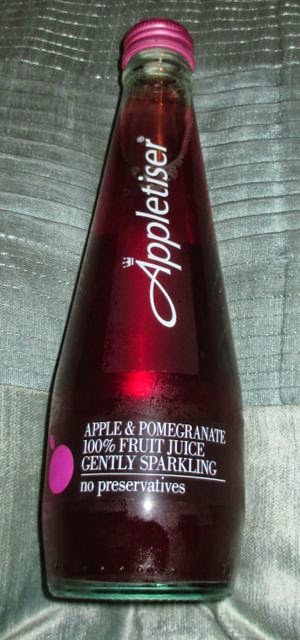 Appletiser®
APPLE & POMEGRANATE
100% FRUIT JUICE
GENTLY SPARKLING
no preservatives